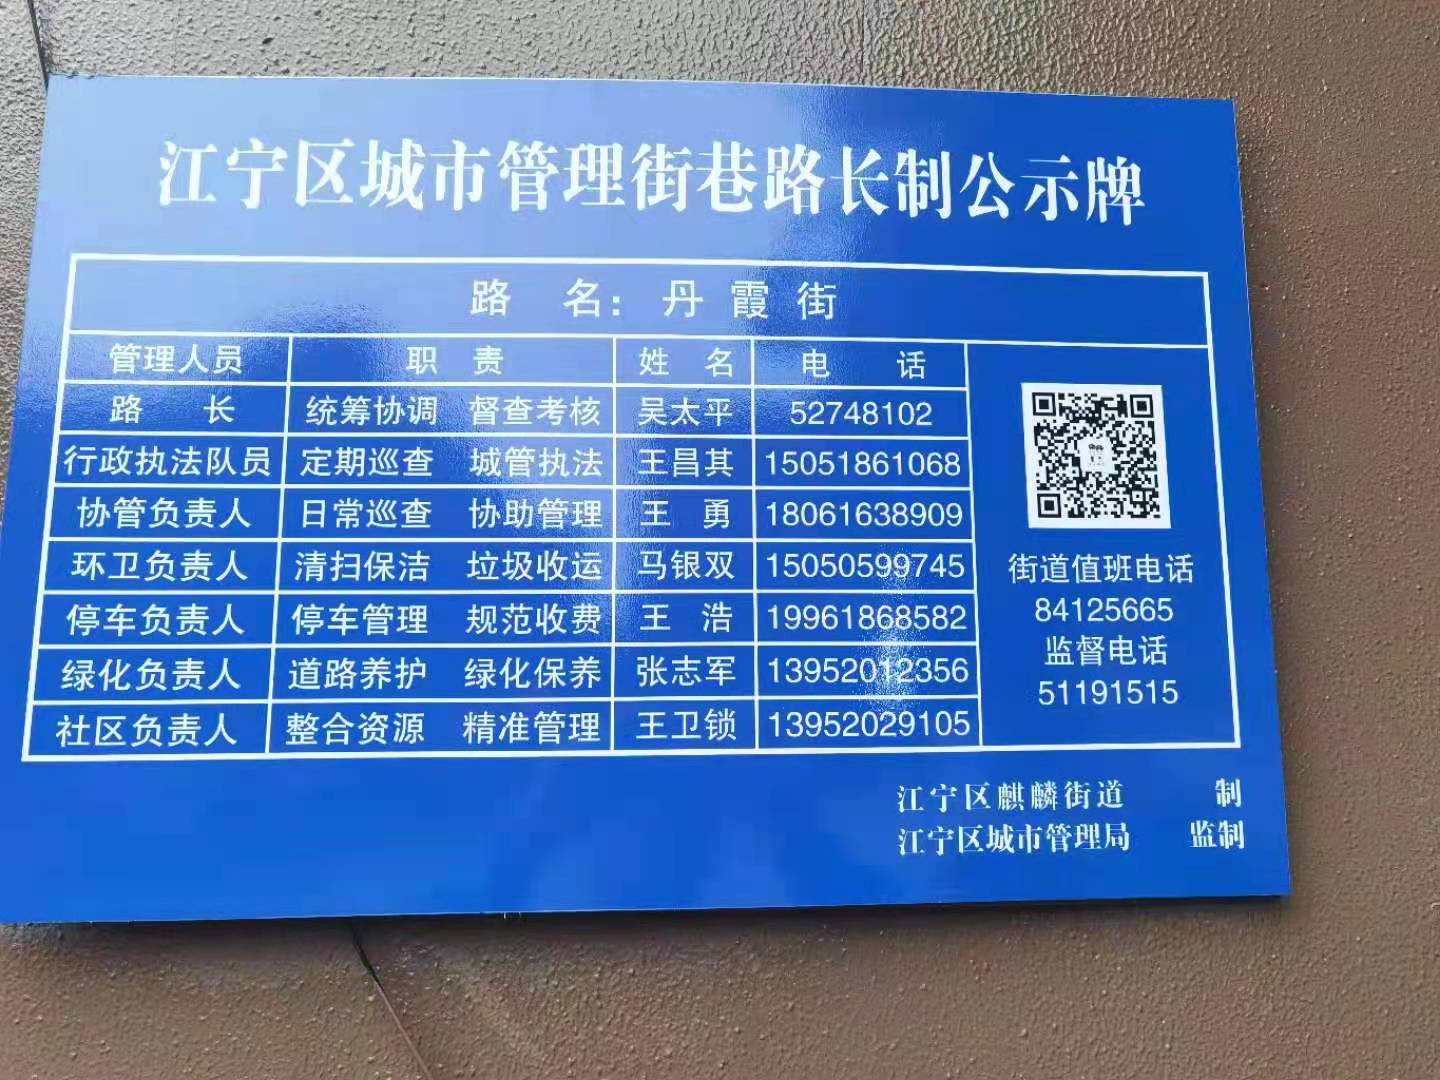 江宁区城市管理街巷路长制公示牌
路 名：丹霞街
管理人员 职责 姓名 电话
路长 统筹协调 督查考核 吴太平 52748102
行政执法队员 定期巡查 城管执法 王昌其 15051861068
协管负责人 日常巡查 协助管理 王勇 18061638909
环卫负责人 清扫保洁 垃圾收运 马银双 15050599745
停车负责人 停车管理 规范收费 王浩 19961868582
绿化负责人 道路养护 绿化保养 张志军 13952012356
社区负责人 整合资源 精准管理 王卫锁 13952029105
街道值班电话
84125665
监督电话
51191515
江宁区麒麟街道 制
江宁区城市管理局 监制